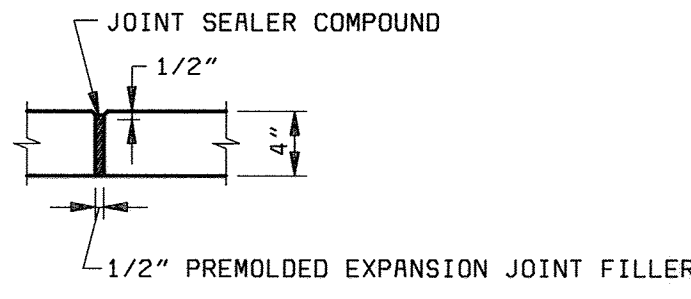 JOINT SEALER COMPOUND
1/2"
4"
1/2" PREMOLDED EXPANSION JOINT FILLER